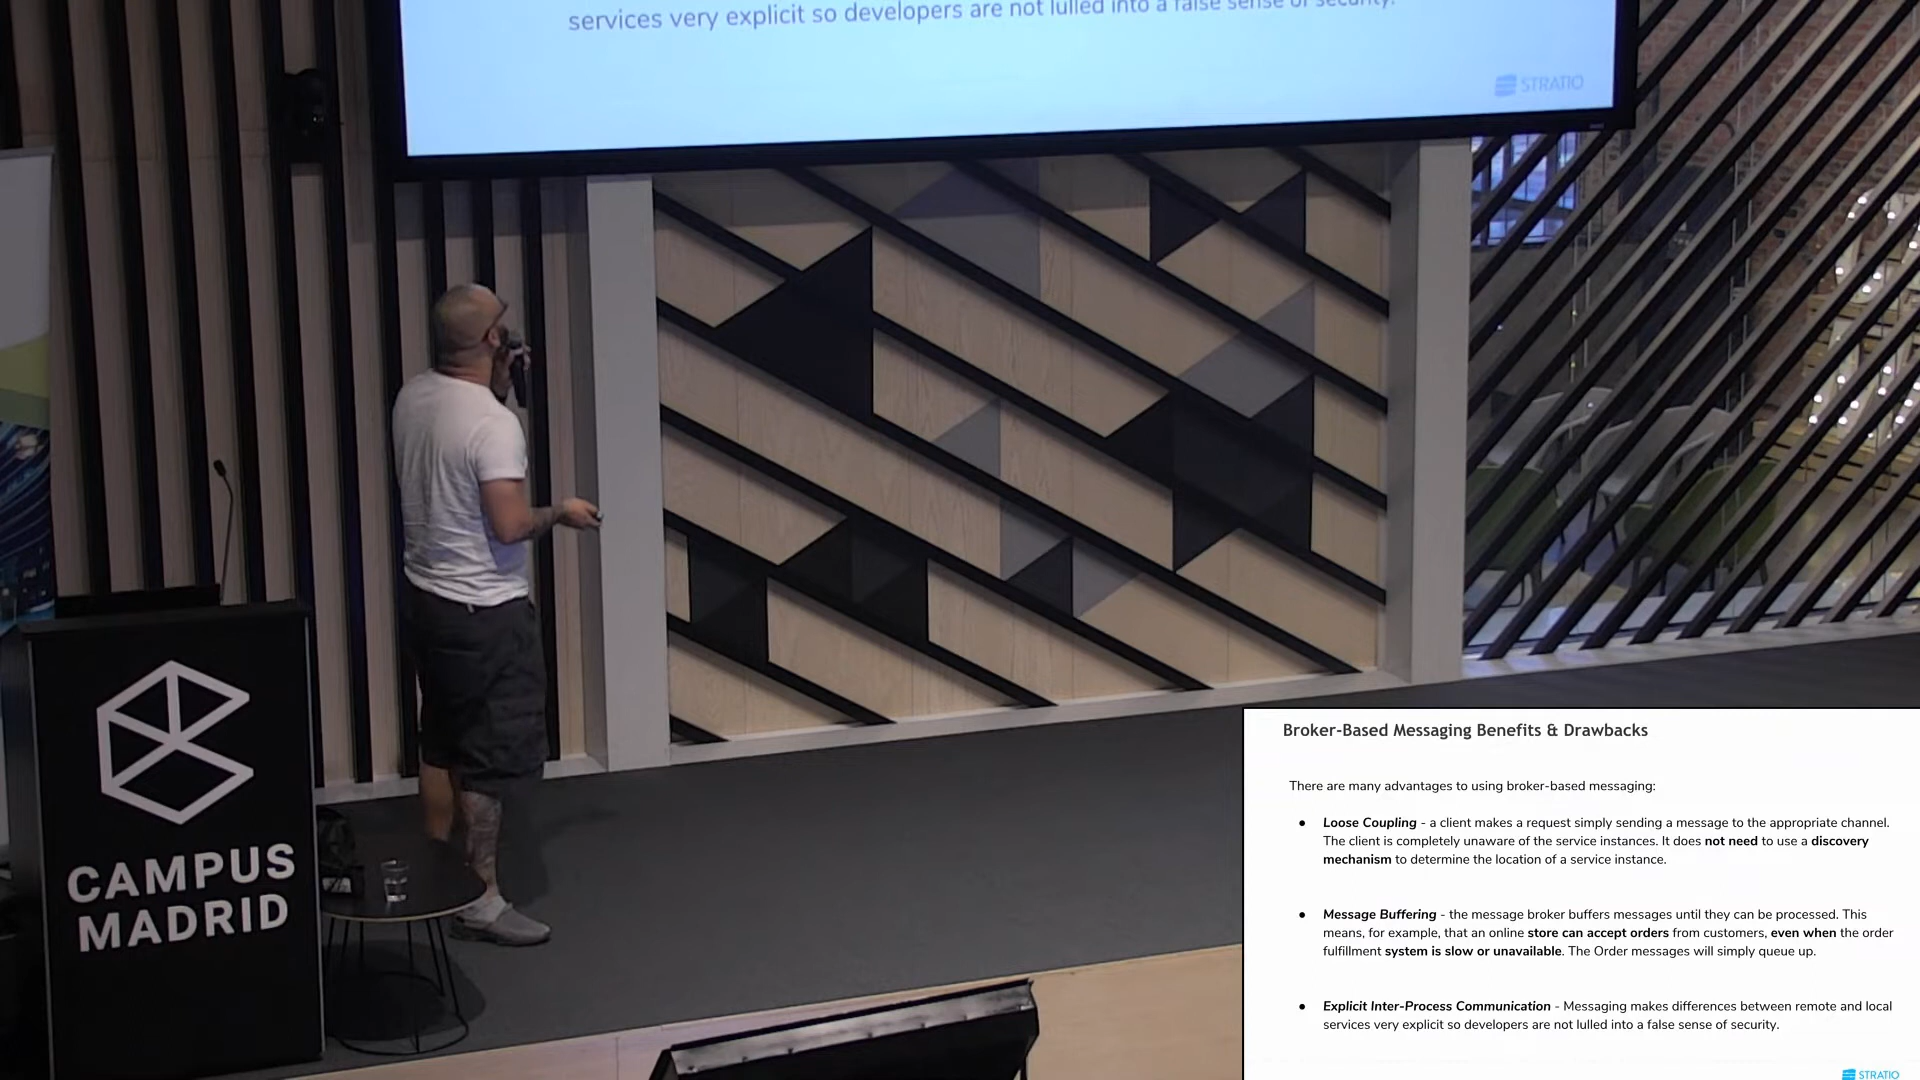 services very explicit so developers are not lulled into a false sense of security.
STRATIO
CAMPUS
MADRID
Broker-Based Messaging Benefits & Drawbacks
There are many advantages to using broker-based messaging:
● Loose Coupling - a client makes a request simply sending a message to the appropriate channel.
The client is completely unaware of the service instances. It does not need to use a discovery
mechanism to determine the location of a service instance.
● Message Buffering - the message broker buffers messages until they can be processed. This
means, for example, that an online store can accept orders from customers, even when the order
fulfillment system is slow or unavailable. The Order messages will simply queue up.
● Explicit Inter-Process Communication - Messaging makes differences between remote and local
services very explicit so developers are not lulled into a false sense of security.
STRATIO